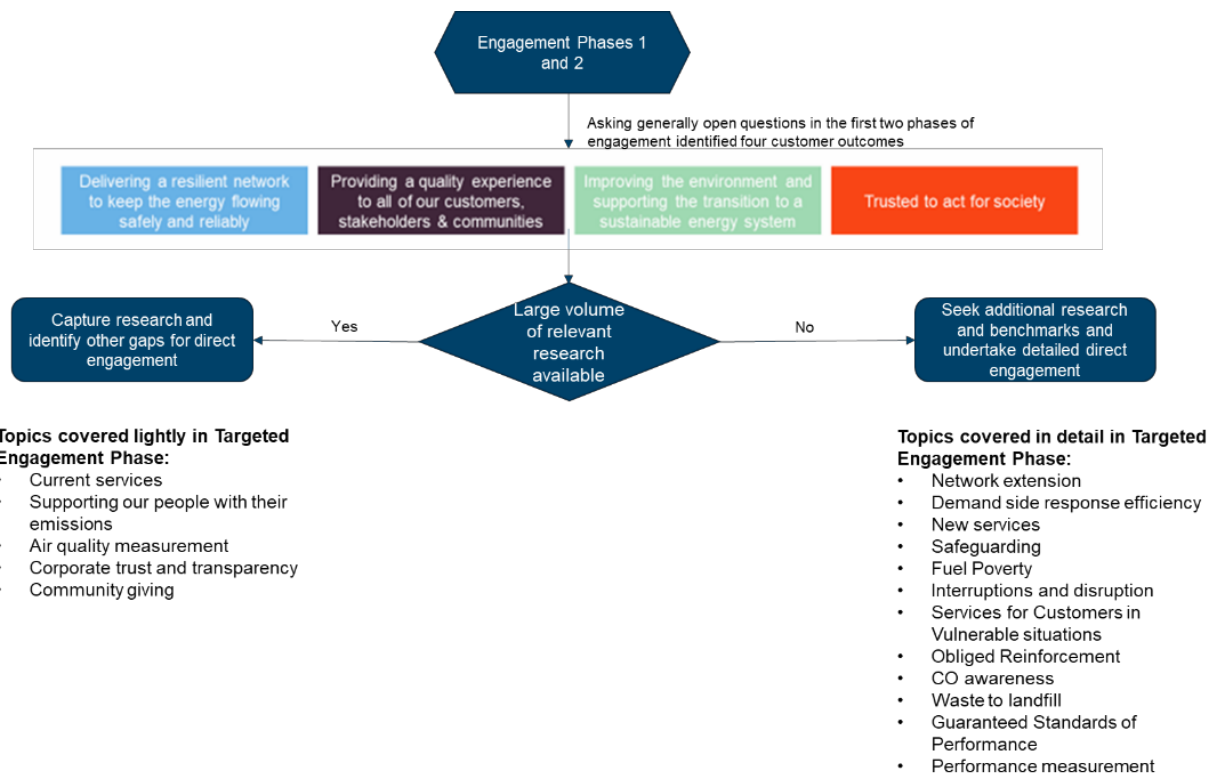 Engagement Phases 1
and 2
Asking generally open questions in the first two phases of
engagement identified four customer outcomes
Delivering a resilient network
to keep the energy flowing
safely and reliably
Providing a quality experience
to all of our customers,
stakeholders & communities
Improving the environment and
supporting the transition to a
sustainable energy system
Trusted to act for society
Capture research and
identify other gaps for direct
engagement
Yes
Large volume
of relevant
research
available
No
Seek additional research
and benchmarks and
undertake detailed direct
engagement
Topics covered lightly in Targeted
Engagement Phase:
• Current services
• Supporting our people with their
emissions
• Air quality measurement
• Corporate trust and transparency
• Community giving
Topics covered in detail in Targeted
Engagement Phase:
• Network extension
• Demand side response efficiency
• New services
• Safeguarding
• Fuel Poverty
• Interruptions and disruption
• Services for Customers in
Vulnerable situations
• Obliged Reinforcement
• CO awareness
• Waste to landfill
• Guaranteed Standards of
Performance
• Performance measurement